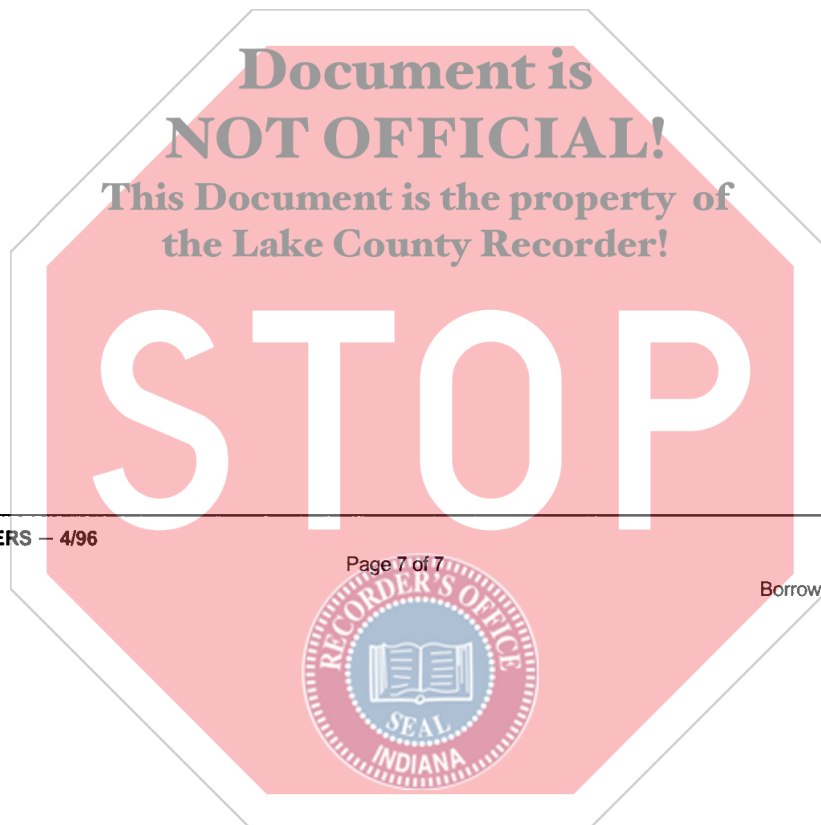 Document is
NOT OFFICIAL!
This Document is the property of
the Lake County Recorder!
STOP
ERS — 4/96
Page 7 of 7
Borrow
RECORDER'S OFFICE
SEAL
INDIANA